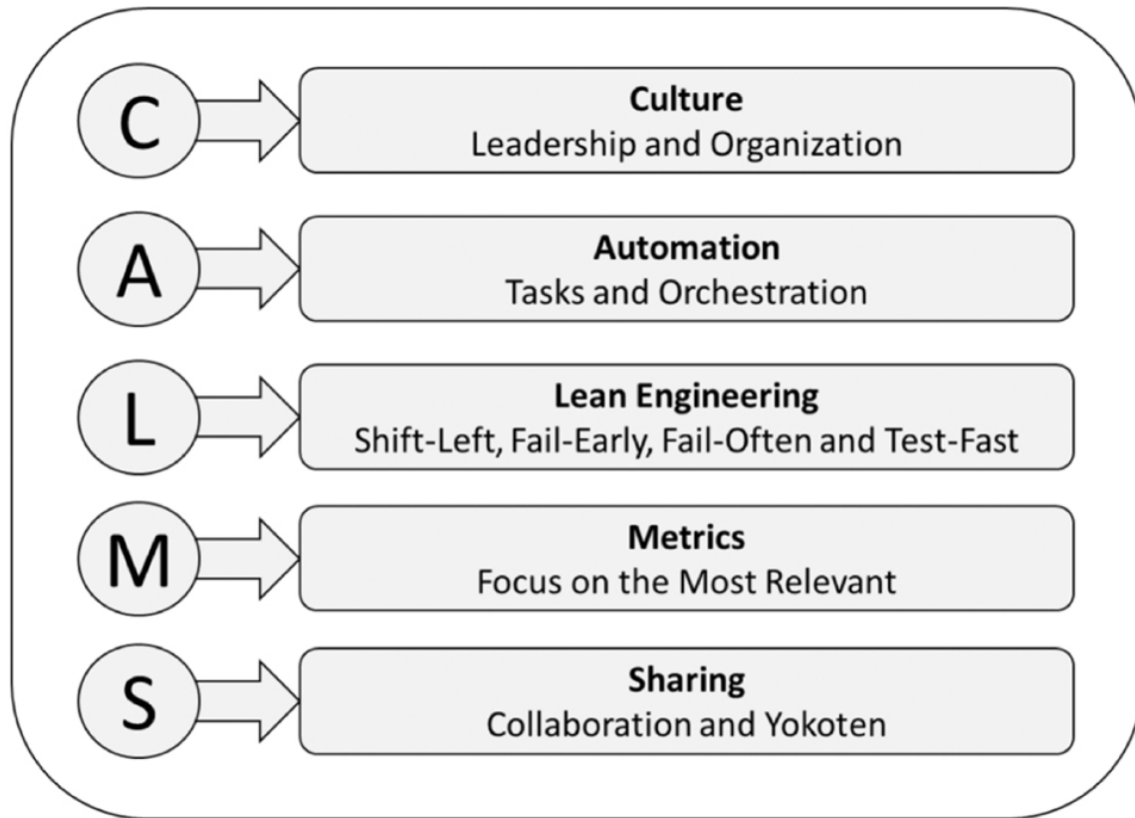 C
Culture
Leadership and Organization
A
Automation
Tasks and Orchestration
L
Lean Engineering
Shift-Left, Fail-Early, Fail-Often and Test-Fast
M
Metrics
Focus on the Most Relevant
S
Sharing
Collaboration and Yokoten